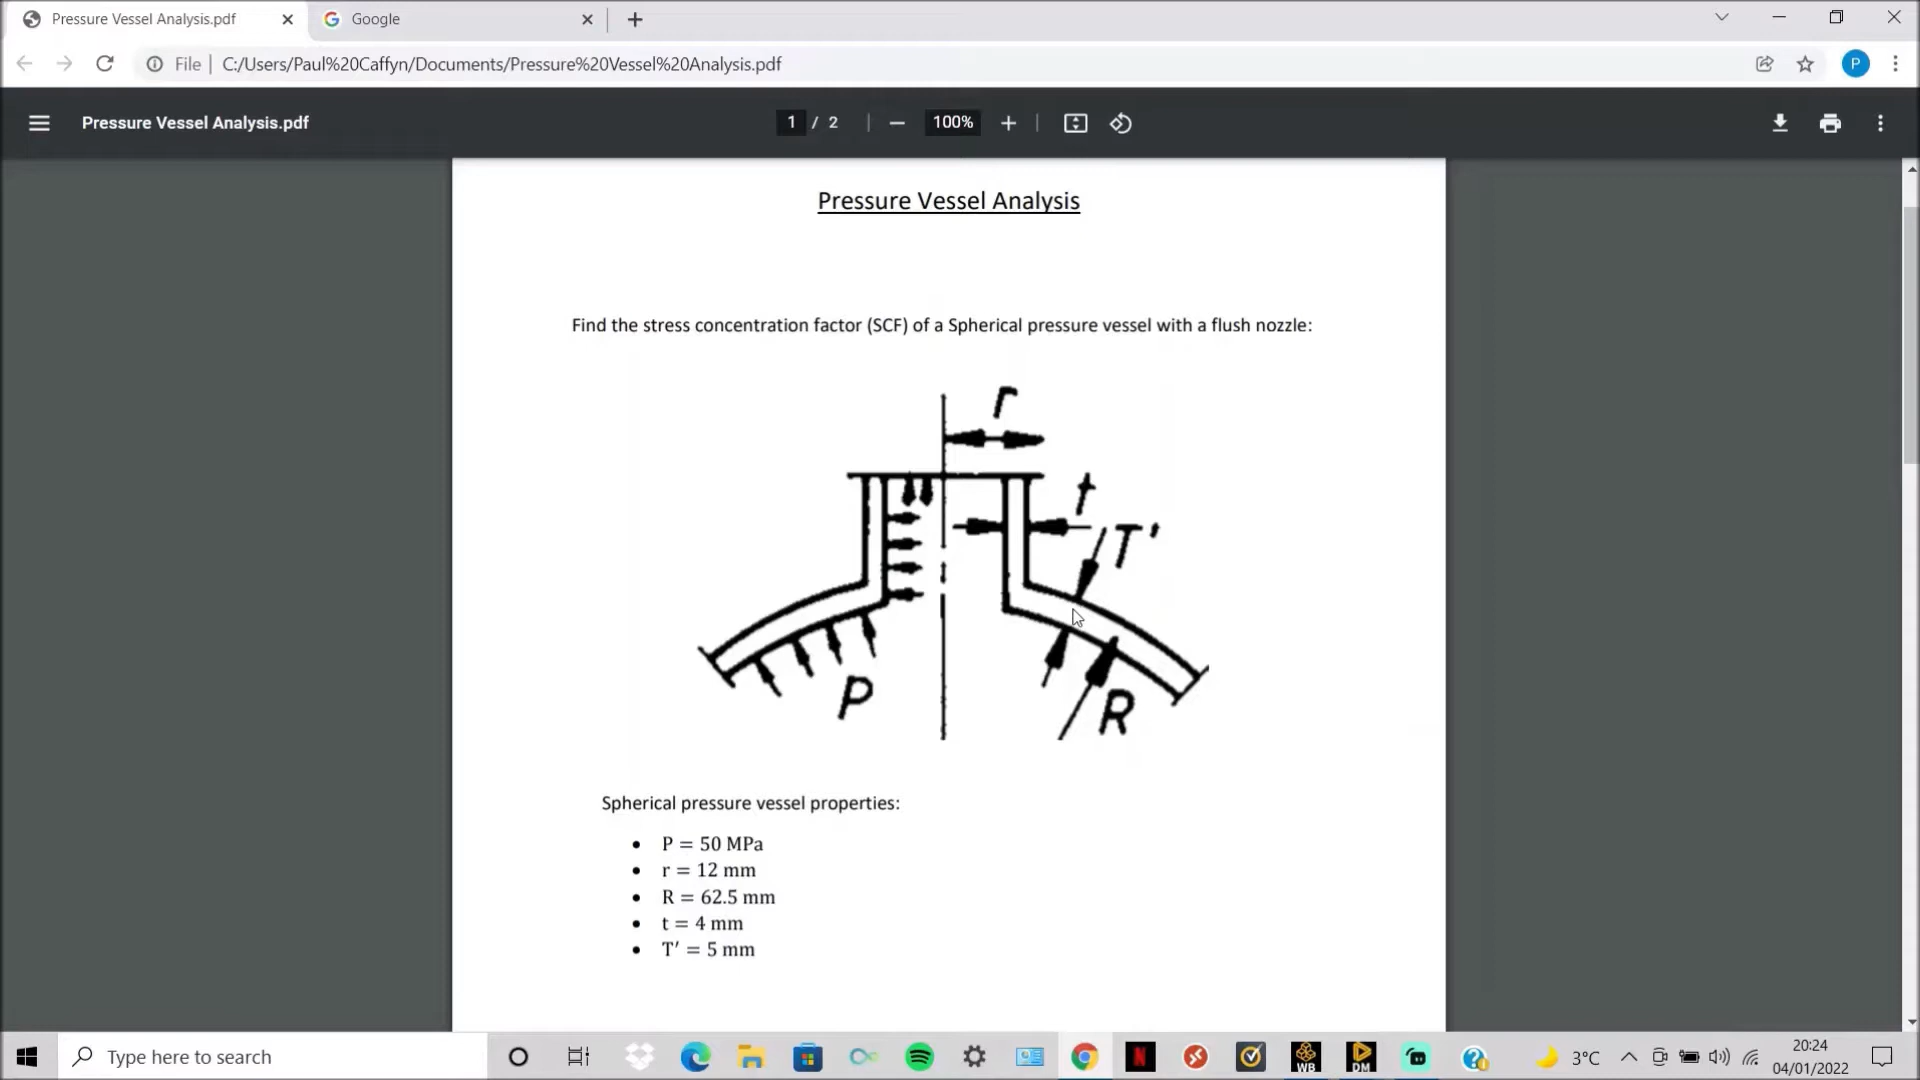 Pressure Vessel Analysis.pdf
Google
File
C:/Users/Paul%20Caffyn/Documents/Pressure%20Vessel%20Analysis.pdf
P
Pressure Vessel Analysis.pdf
1 / 2
100%
Pressure Vessel Analysis
Find the stress concentration factor (SCF) of a Spherical pressure vessel with a flush nozzle:
r
t
T'
P
R
Spherical pressure vessel properties:
• P = 50 MPa
• r = 12 mm
• R = 62.5 mm
• t = 4 mm
• T′ = 5 mm
Type here to search
N
WB
DM
3°C
20:24
04/01/2022